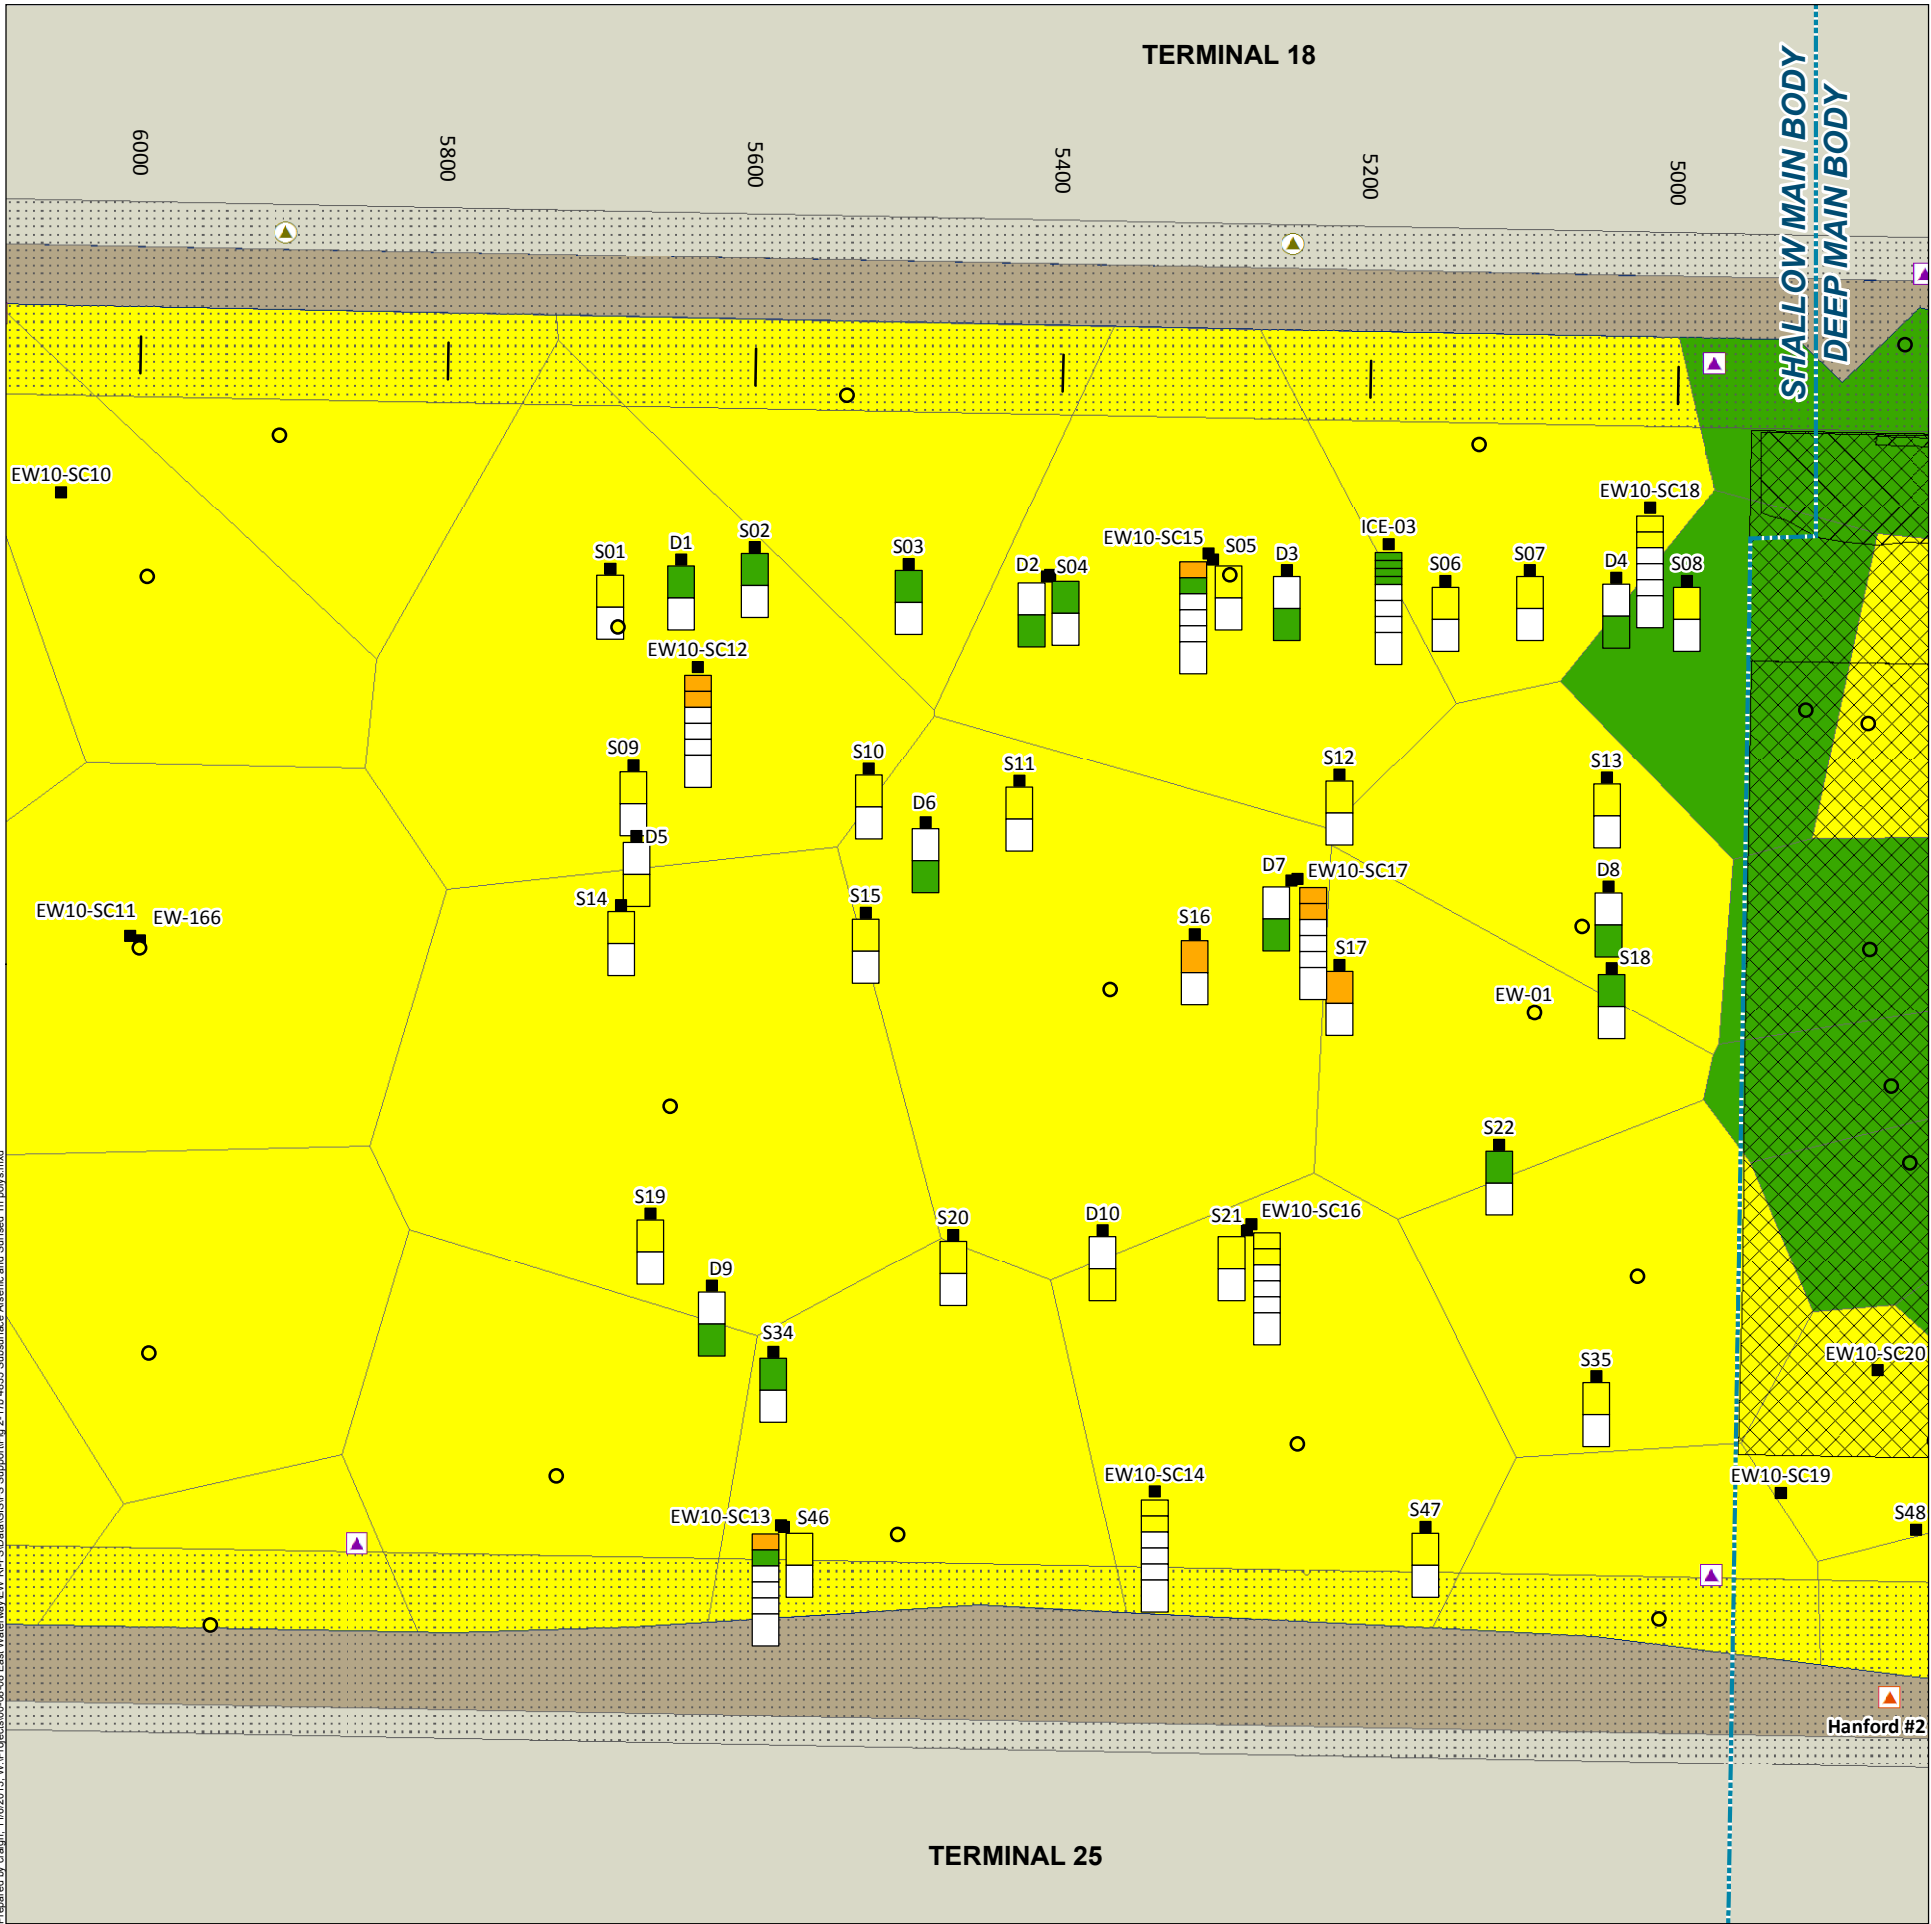 TERMINAL 18
SHALLOW MAIN BODY
DEEP MAIN BODY
6000
5800
5600
5400
5200
5000
EW10-SC10
EW10-SC18
S01
D1
S02
S03
D2
S04
EW10-SC15
S05
D3
ICE-03
S06
S07
D4
S08
EW10-SC12
S09
S10
S11
S12
S13
D6
D5
S14
S15
D7
EW10-SC17
D8
EW10-SC11
EW-166
S16
S17
S18
EW-01
S22
S19
S20
D10
S21
EW10-SC16
D9
S34
S35
EW10-SC20
EW10-SC14
EW10-SC19
EW10-SC13
S46
S47
S48
Hanford #2
TERMINAL 25